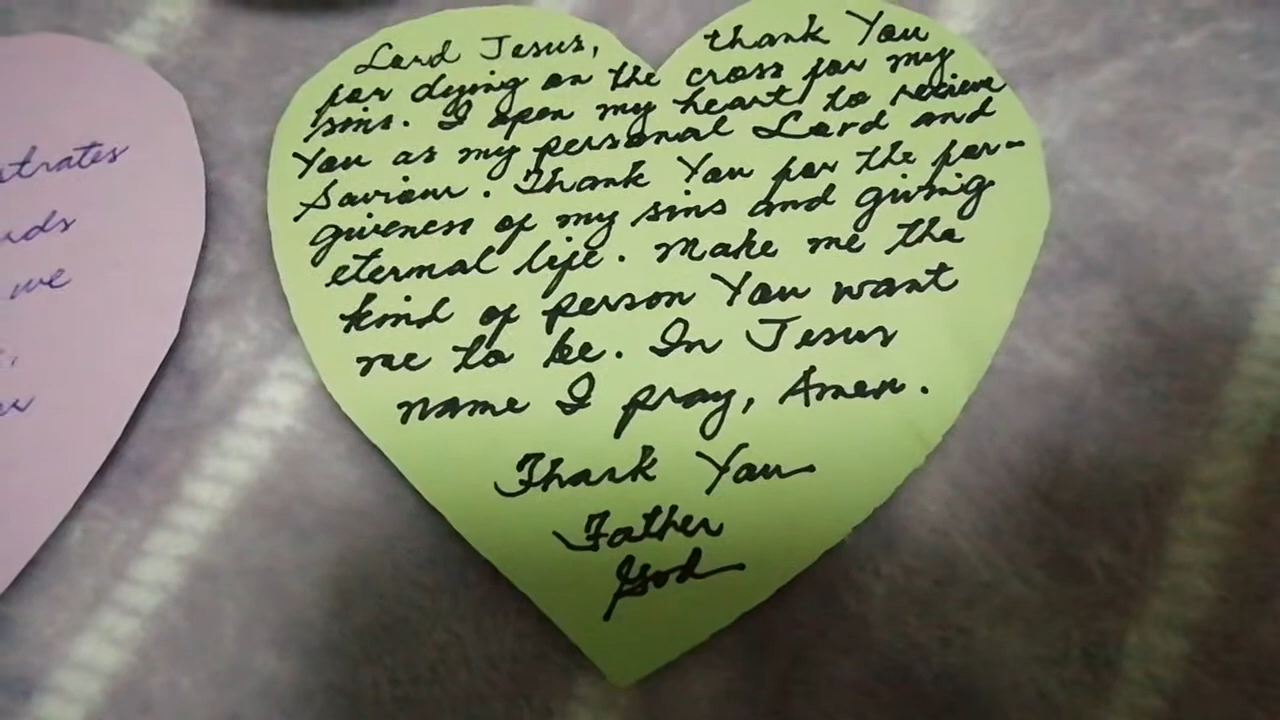 strates
we
Lord Jesus, thank You
for dying on the cross for my
sins. I open my heart to recieve
You as my personal Lord and
Saviour. Thank You for the for-
giveness of my sins and giving
eternal life. Make me the
kind of person You want
me to be. In Jesus
name I pray, Amen.
Thank You
Father
God